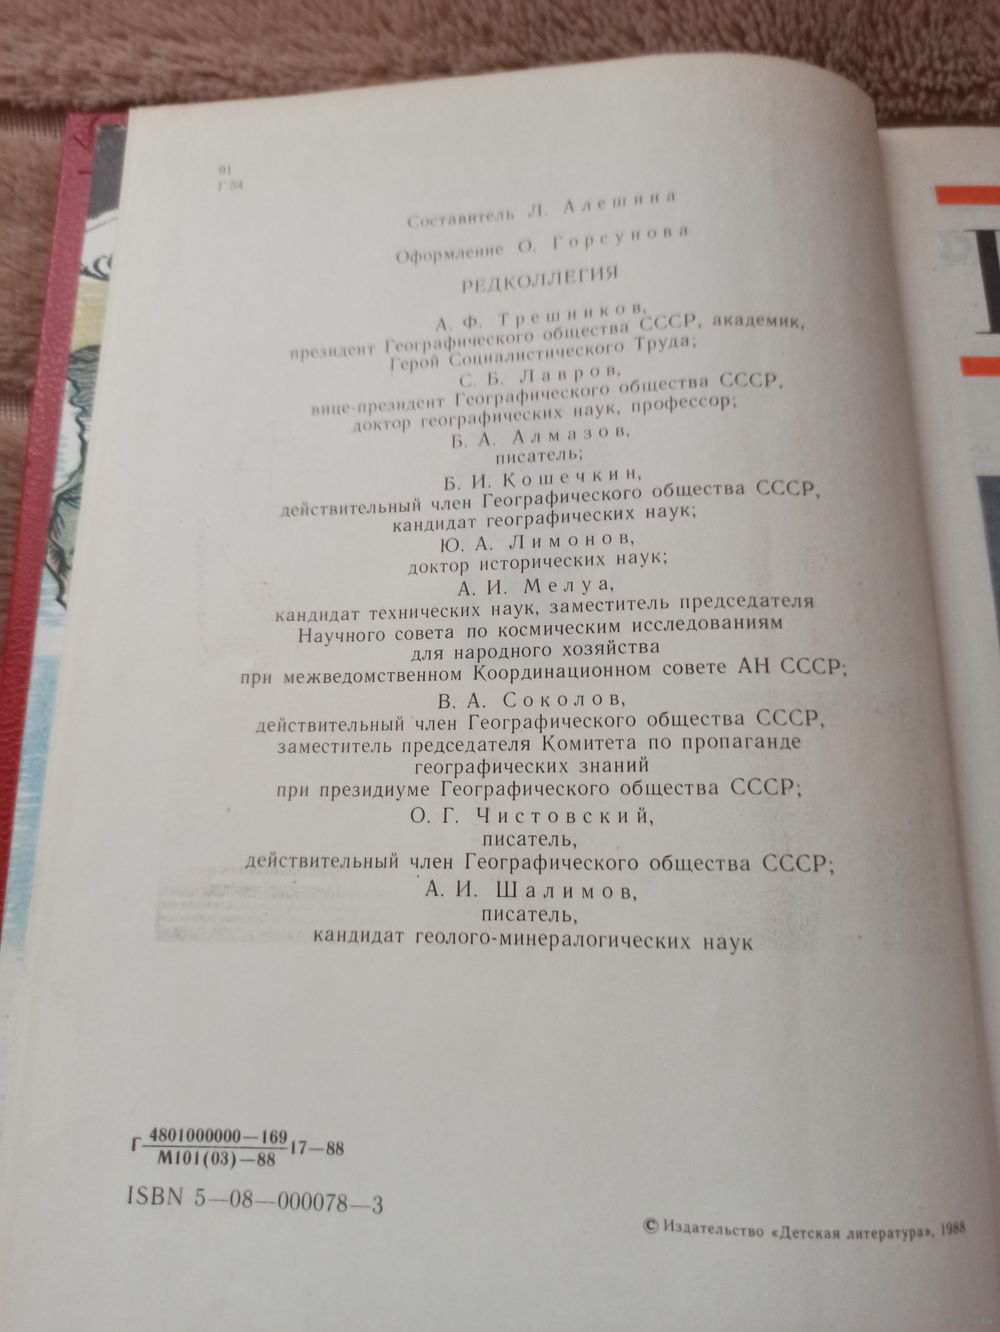 91
Г 54
Составитель Л. Алешина
Оформление О. Горсунова
РЕДКОЛЛЕГИЯ
А. Ф. Трешников,
президент Географического общества СССР, академик,
Герой Социалистического Труда;
С. Б. Лавров,
вице-президент Географического общества СССР,
доктор географических наук, профессор;
Б. А. Алмазов,
писатель;
Б. И. Кошечкин,
действительный член Географического общества СССР,
кандидат географических наук;
Ю. А. Лимонов,
доктор исторических наук;
А. И. Мелуа,
кандидат технических наук, заместитель председателя
Научного совета по космическим исследованиям
для народного хозяйства
при межведомственном Координационном совете АН СССР;
В. А. Соколов,
действительный член Географического общества СССР,
заместитель председателя Комитета по пропаганде
географических знаний
при президиуме Географического общества СССР;
О. Г. Чистовский,
писатель,
действительный член Географического общества СССР;
А. И. Шалимов,
писатель,
кандидат геолого-минералогических наук
Г 4801000000—169 17—88
М101(03)—88
ISBN 5—08—000078—3
© Издательство «Детская литература», 1988